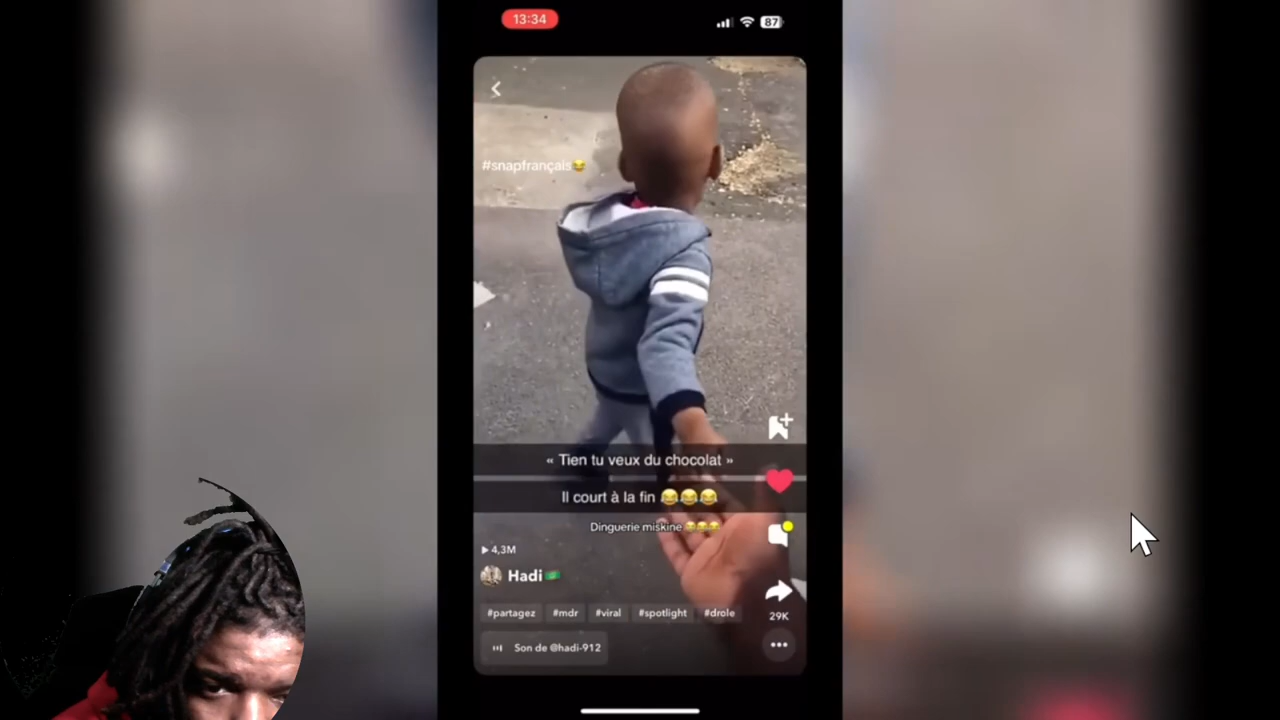 13:34
87
#snapfrançais😂
« Tien tu veux du chocolat »
Il court à la fin 😂😂😂
Dinguerie miskine 😂😂😂
4,3M
Hadi
#partagez #mdr #viral #spotlight #drole
29K
Son de @hadi-912